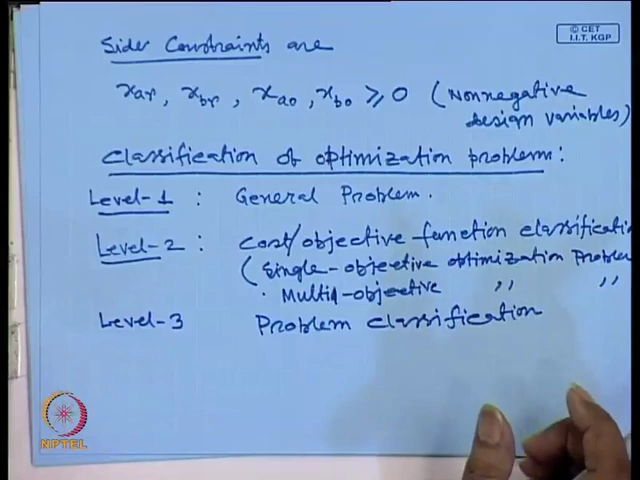 © CET
I.I.T. KGP
Side Constraints are
xar, xbr, xao, xbo ≥ 0 (Nonnegative
design variables)
Classification of optimization problem:
Level-1 : General Problem.
Level-2 : Cost/objective-function classificati
(Single-objective optimization Proble
Multi-objective " "
Level-3 Problem classification
NPTEL